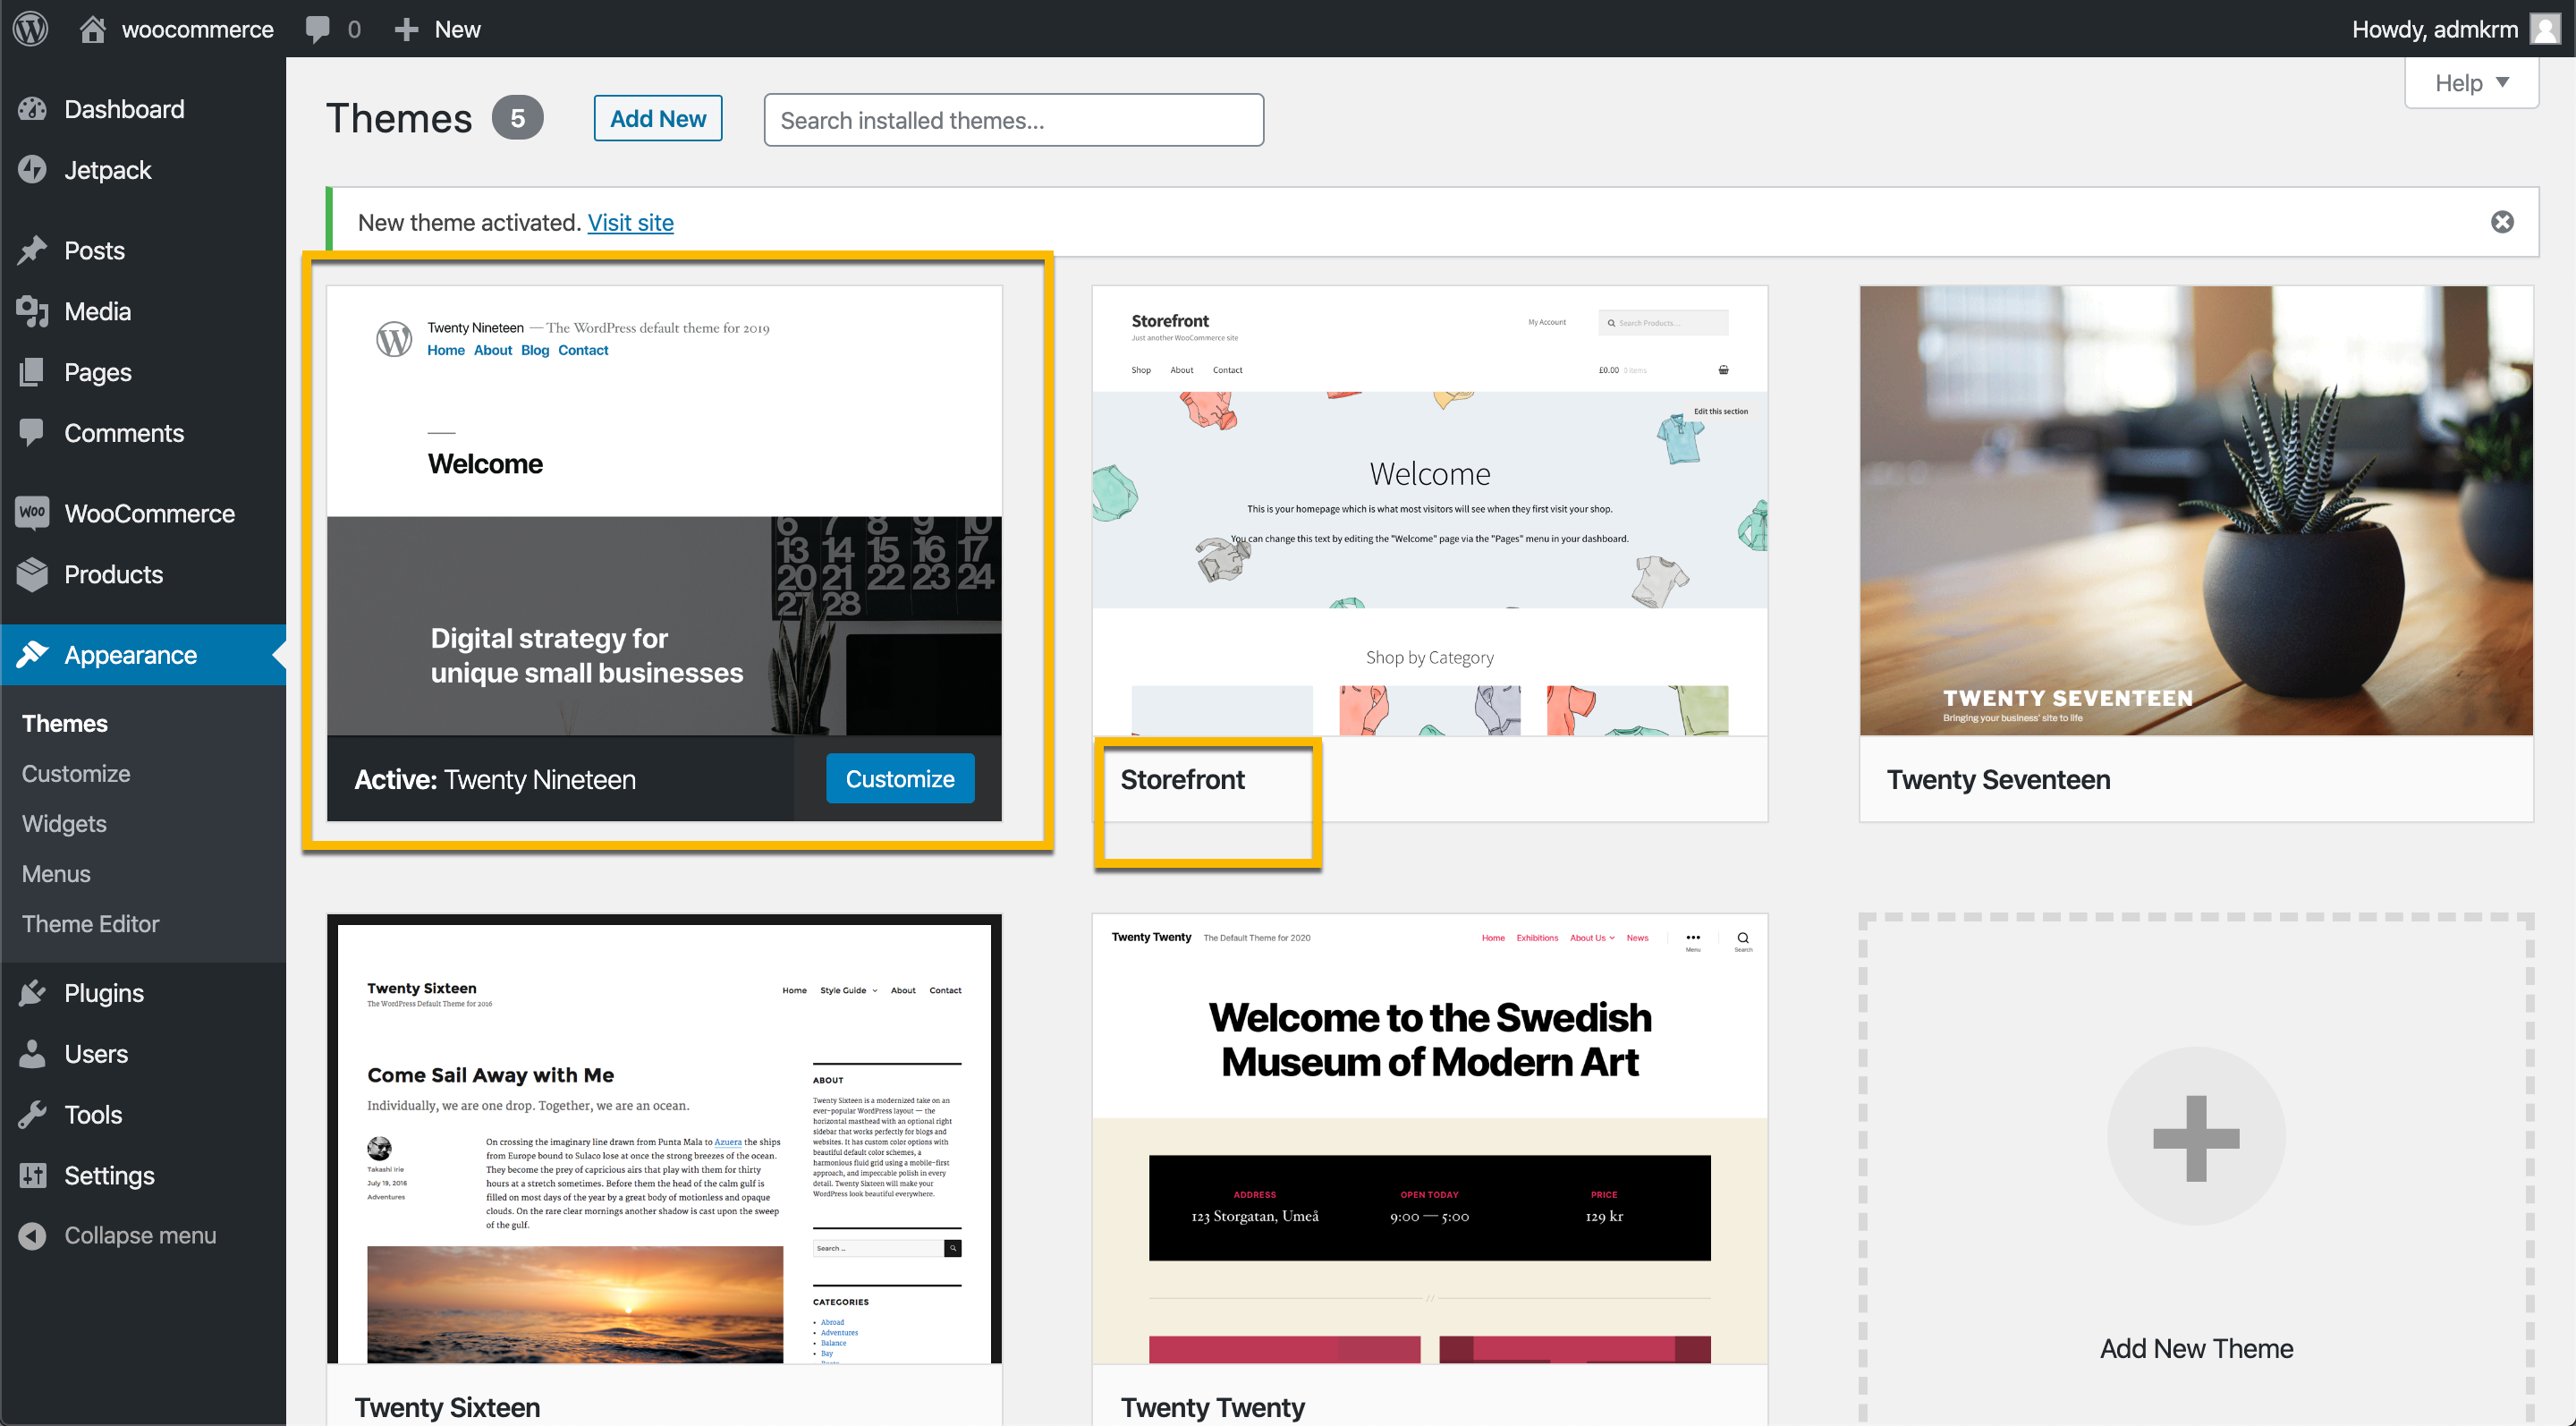 woocommerce 0 New Howdy, admkrm
Help
Dashboard
Jetpack
Posts
Media
Pages
Comments
Woo WooCommerce
Products
Appearance
Themes
Customize
Widgets
Menus
Theme Editor
Plugins
Users
Tools
Settings
Collapse menu
Themes 5 Add New Search installed themes...
New theme activated. Visit site
Twenty Nineteen — The WordPress default theme for 2019
Home About Blog Contact
Welcome
6 7 8 9 10
13 14 15 16 17
20 21 22 23 24
27 28
Digital strategy for
unique small businesses
Active: Twenty Nineteen Customize
Storefront
Just another WooCommerce site
My Account Search Products...
Shop About Contact £0.00 0 items
Edit this section
Welcome
This is your homepage which is what most visitors will see when they first visit your shop.
You can change this text by editing the "Welcome" page via the "Pages" menu in your dashboard.
Shop by Category
Storefront
TWENTY SEVENTEEN
Bringing your business' site to life
Twenty Seventeen
Twenty Sixteen
The WordPress Default Theme for 2016
Home Style Guide About Contact
Come Sail Away with Me
Individually, we are one drop. Together, we are an ocean.
Takashi Irie
July 19, 2016
Adventures
On crossing the imaginary line drawn from Punta Mala to Azuera the ships
from Europe bound to Sulaco lose at once the strong breezes of the ocean.
They become the prey of capricious airs that play with them for thirty
hours at a stretch sometimes. Before them the head of the calm gulf is
filled on most days of the year by a great body of motionless and opaque
clouds. On the rare clear mornings another shadow is cast upon the sweep
of the gulf.
ABOUT
Twenty Sixteen is a modernized take on an
ever-popular WordPress layout — the
horizontal masthead with an optional right
sidebar that works perfectly for blogs and
websites. It has custom color options with
beautiful default color schemes, a
harmonious fluid grid using a mobile-first
approach, and impeccable polish in every
detail. Twenty Sixteen will make your
WordPress look beautiful everywhere.
Search ...
CATEGORIES
Abroad
Adventures
Balance
Bay
Twenty Sixteen
Twenty Twenty The Default Theme for 2020
Home Exhibitions About Us News Menu Search
Welcome to the Swedish
Museum of Modern Art
ADDRESS OPEN TODAY PRICE
123 Storgatan, Umeå 9:00 — 5:00 129 kr
//
Twenty Twenty
Add New Theme